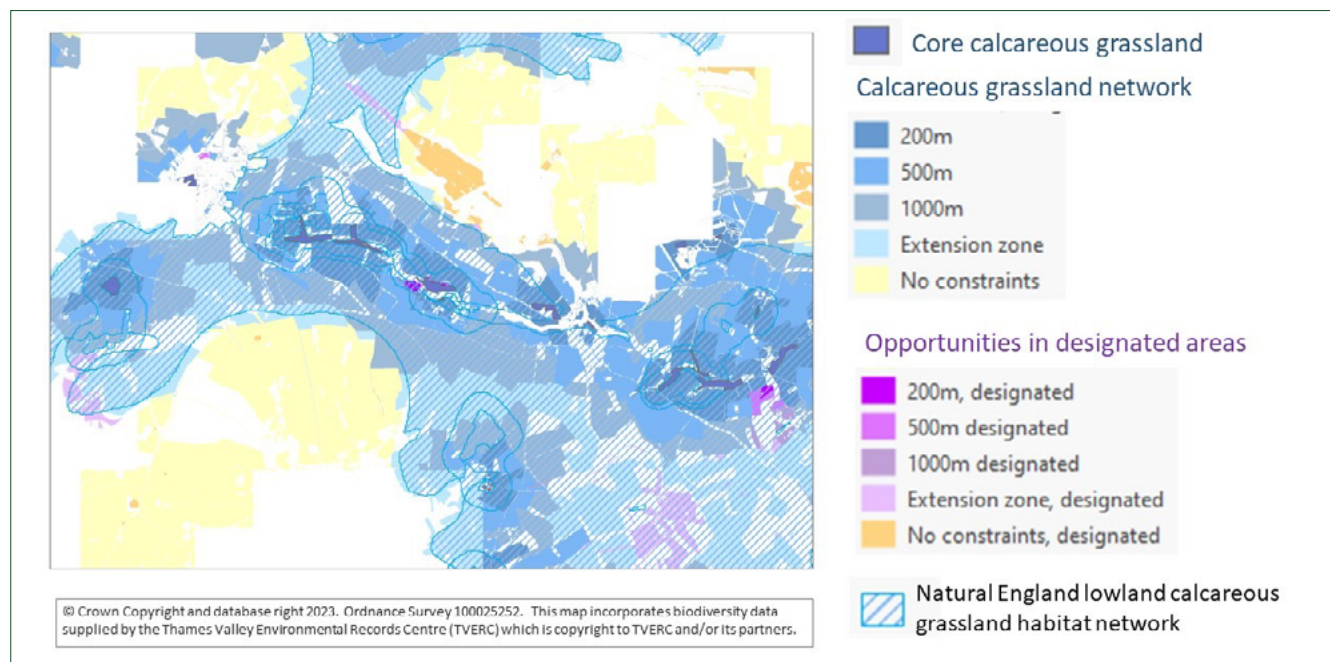 Core calcareous grassland
Calcareous grassland network
200m
500m
1000m
Extension zone
No constraints
Opportunities in designated areas
200m, designated
500m designated
1000m designated
Extension zone, designated
No constraints, designated
Natural England lowland calcareous
grassland habitat network
© Crown Copyright and database right 2023. Ordnance Survey 100025252. This map incorporates biodiversity data
supplied by the Thames Valley Environmental Records Centre (TVERC) which is copyright to TVERC and/or its partners.